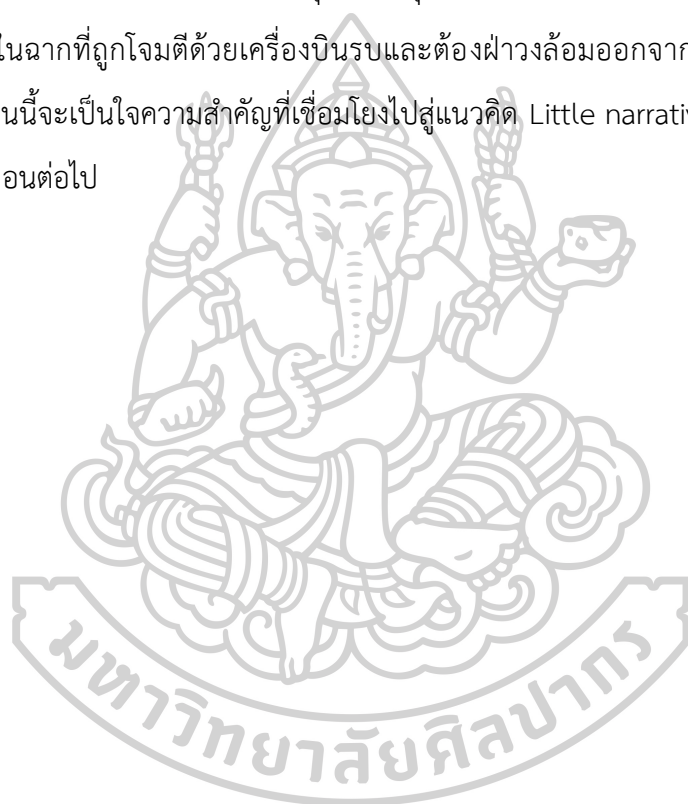 ในฉากที่ถูกโจมตีด้วยเครื่องบินรบและต้องฝ่าวงล้อมออกจาก
นนี้จะเป็นใจความสำคัญที่เชื่อมโยงไปสู่แนวคิด Little narrativ
อนต่อไป
มหาวิทยาลัยศิลปากร